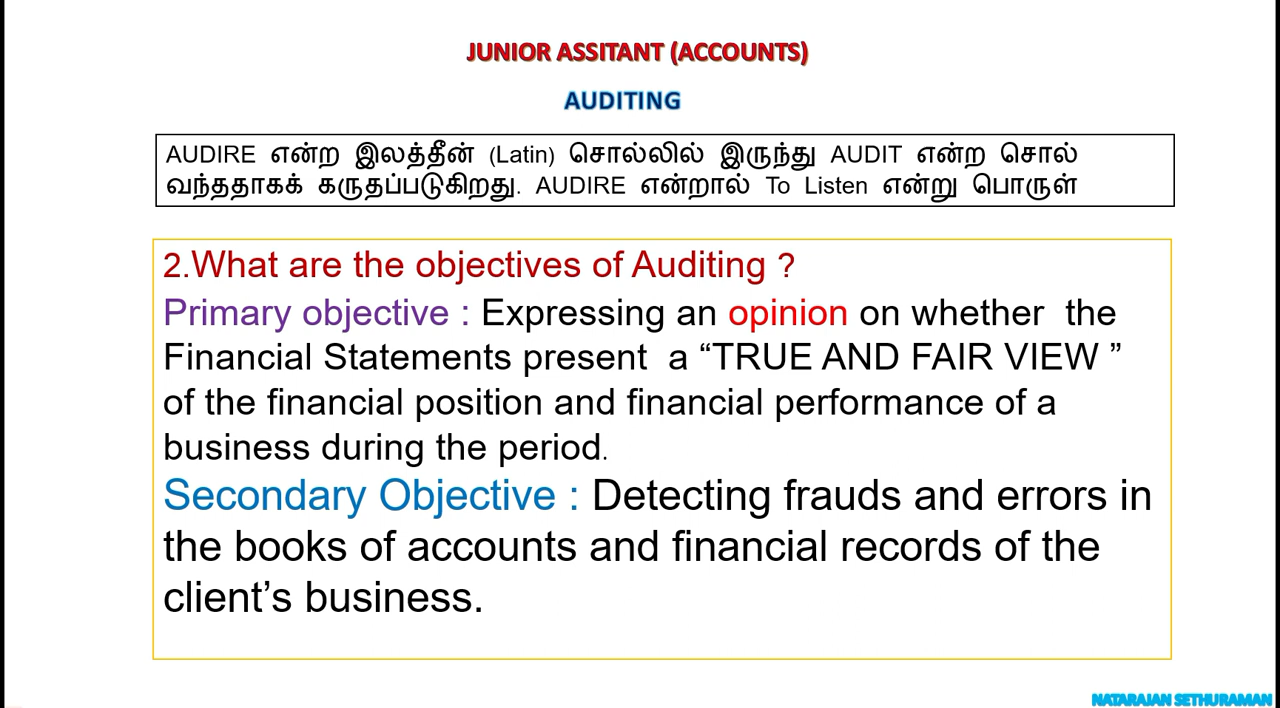 JUNIOR ASSITANT (ACCOUNTS)
AUDITING
AUDIRE என்ற இலத்தீன் (Latin) சொல்லில் இருந்து AUDIT என்ற சொல்
வந்ததாகக் கருதப்படுகிறது. AUDIRE என்றால் To Listen என்று பொருள்
2.What are the objectives of Auditing ?
Primary objective : Expressing an opinion on whether the
Financial Statements present a “TRUE AND FAIR VIEW ”
of the financial position and financial performance of a
business during the period.
Secondary Objective : Detecting frauds and errors in
the books of accounts and financial records of the
client’s business.
NATARAJAN SETHURAMAN